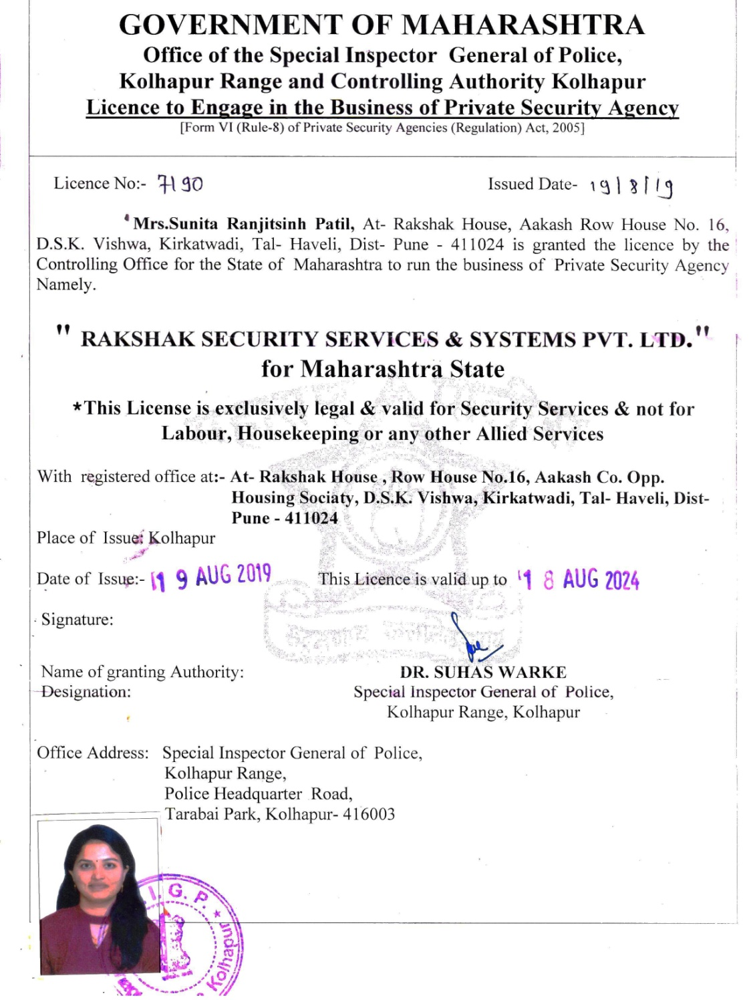 GOVERNMENT OF MAHARASHTRA
Office of the Special Inspector General of Police,
Kolhapur Range and Controlling Authority Kolhapur
Licence to Engage in the Business of Private Security Agency
[Form VI (Rule-8) of Private Security Agencies (Regulation) Act, 2005]
Licence No:- 7190 Issued Date- 19/8/19
Mrs.Sunita Ranjitsinh Patil, At- Rakshak House, Aakash Row House No. 16,
D.S.K. Vishwa, Kirkatwadi, Tal- Haveli, Dist- Pune - 411024 is granted the licence by the
Controlling Office for the State of Maharashtra to run the business of Private Security Agency
Namely.
" RAKSHAK SECURITY SERVICES & SYSTEMS PVT. LTD."
for Maharashtra State
*This License is exclusively legal & valid for Security Services & not for
Labour, Housekeeping or any other Allied Services
With registered office at:- At- Rakshak House , Row House No.16, Aakash Co. Opp.
Housing Sociaty, D.S.K. Vishwa, Kirkatwadi, Tal- Haveli, Dist-
Pune - 411024
Place of Issue: Kolhapur
Date of Issue:- 19 AUG 2019 This Licence is valid up to 18 AUG 2024
Signature:
Name of granting Authority: DR. SUHAS WARKE
Designation: Special Inspector General of Police,
Kolhapur Range, Kolhapur
Office Address: Special Inspector General of Police,
Kolhapur Range,
Police Headquarter Road,
Tarabai Park, Kolhapur- 416003
I. G. P. * Kolhapur